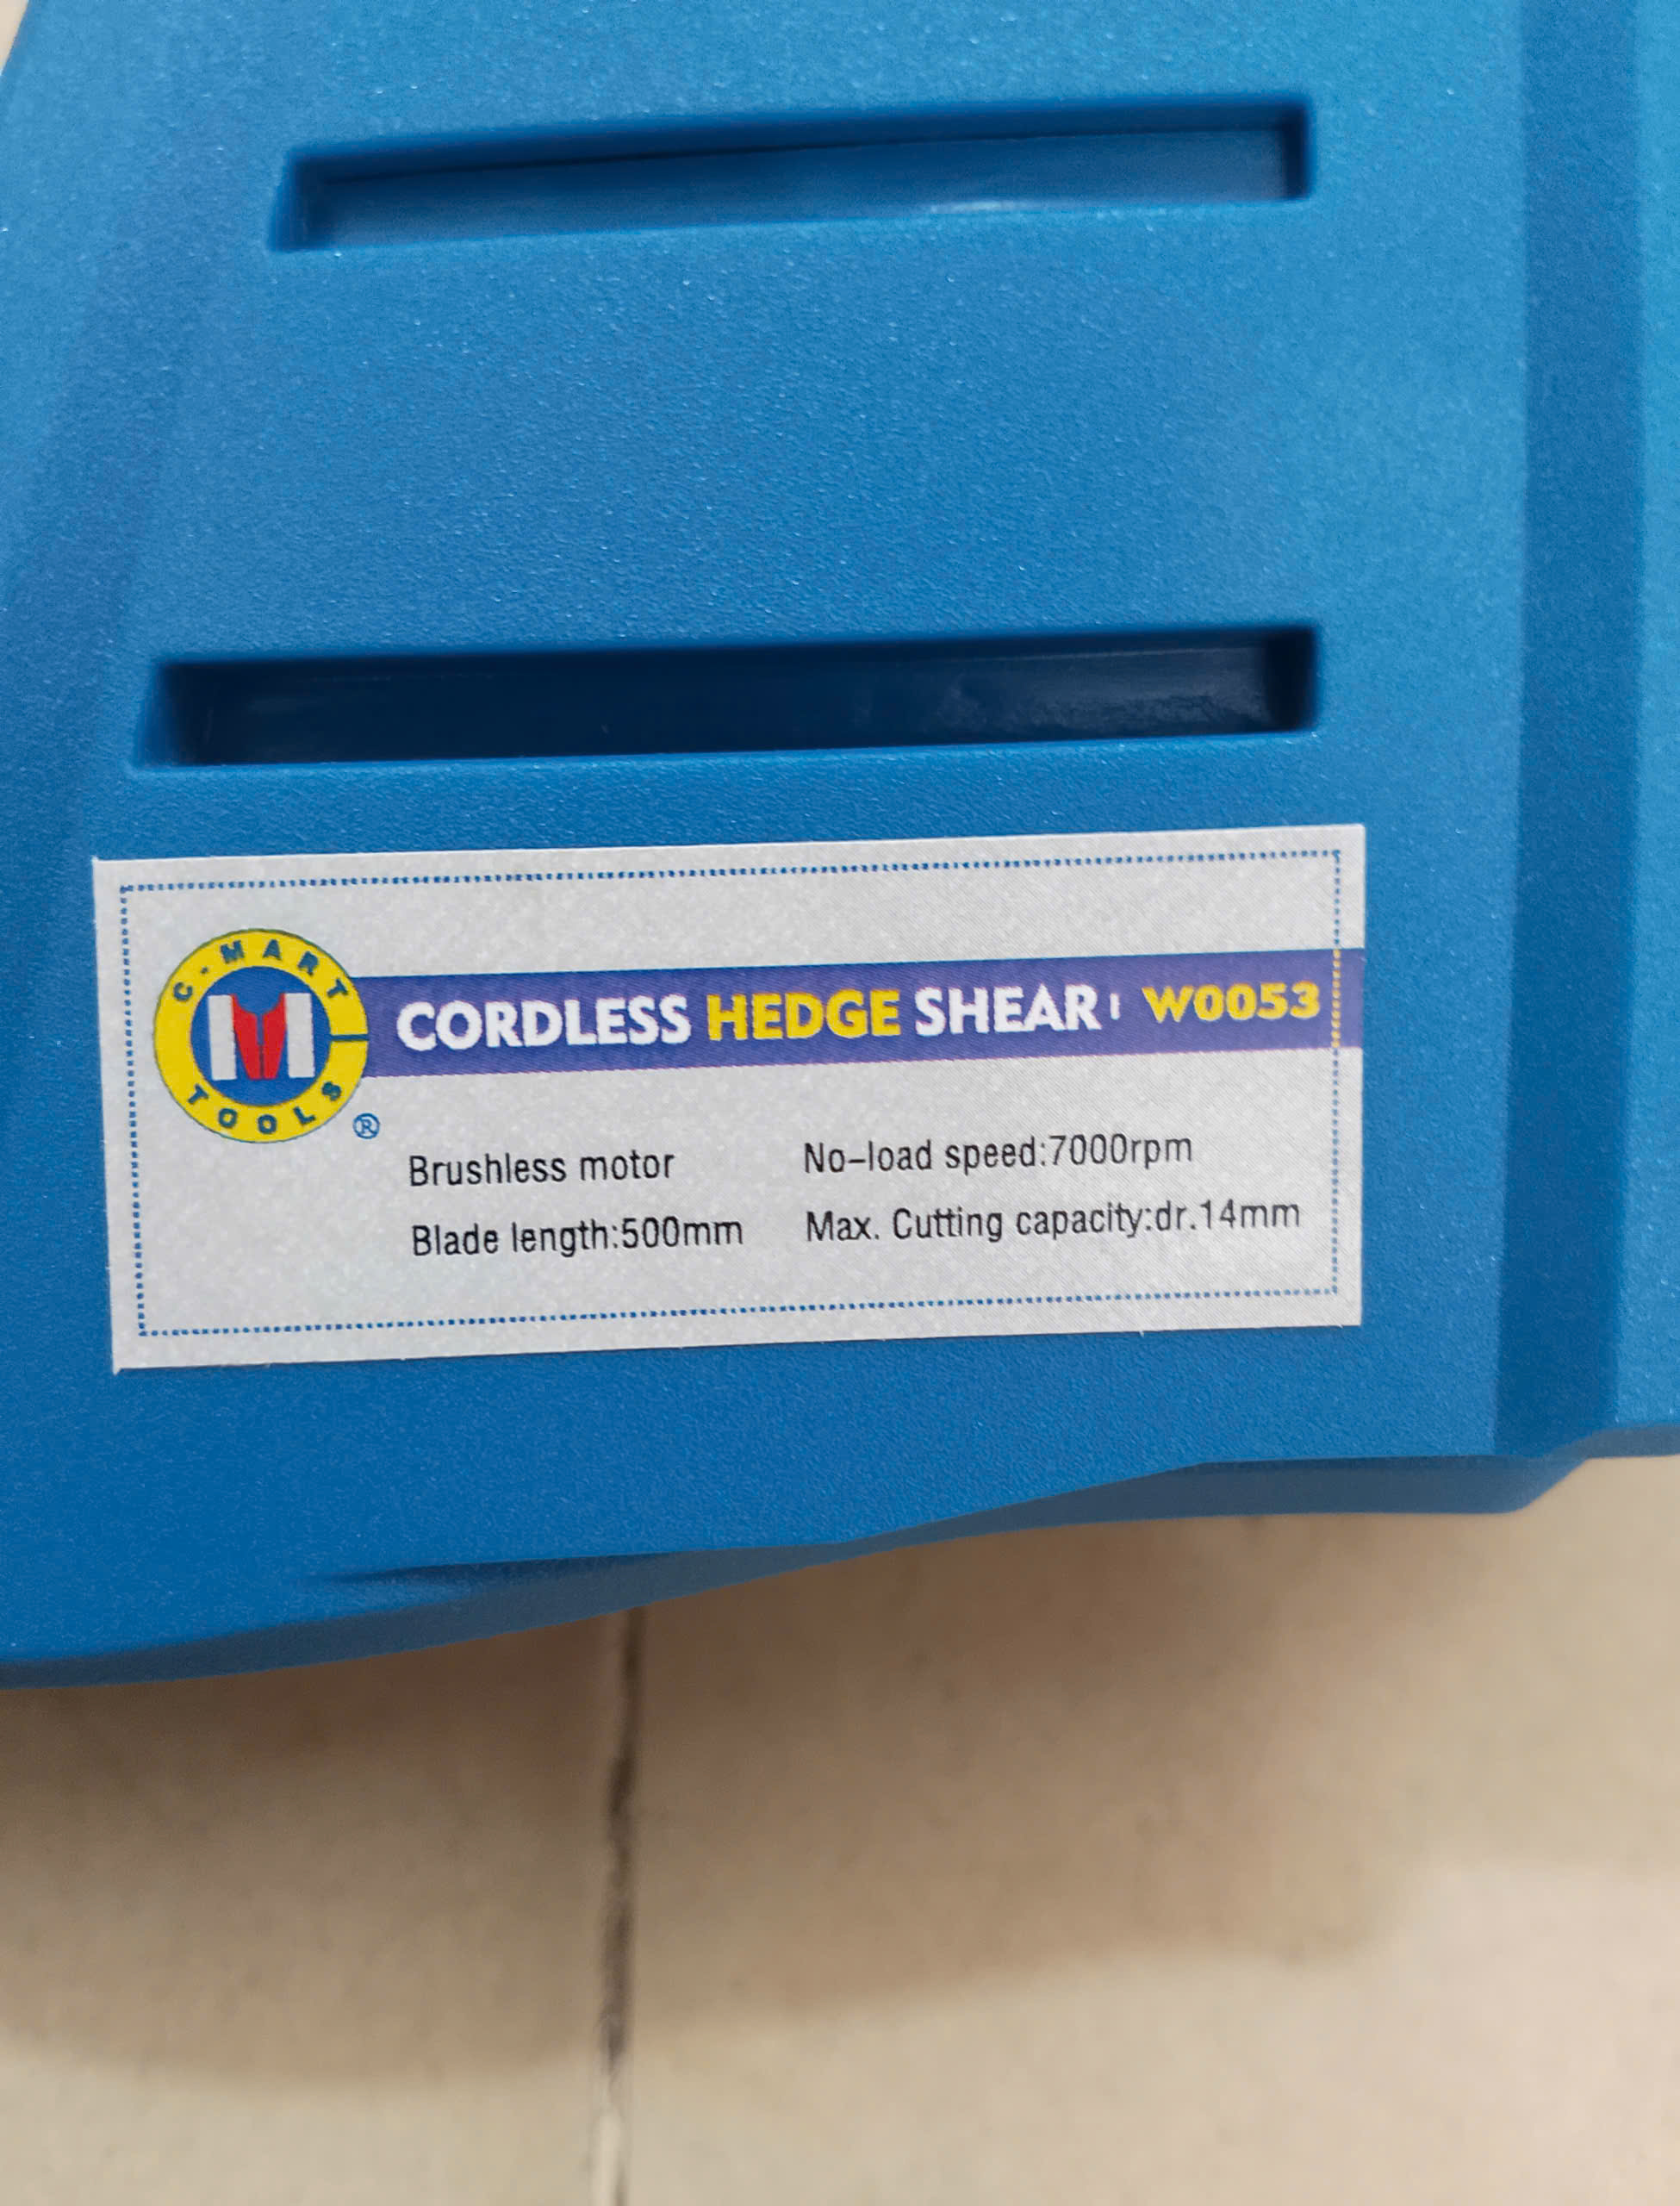 C-MART
TOOLS
®
CORDLESS HEDGE SHEAR W0053
Brushless motor No-load speed:7000rpm
Blade length:500mm Max. Cutting capacity:dr.14mm